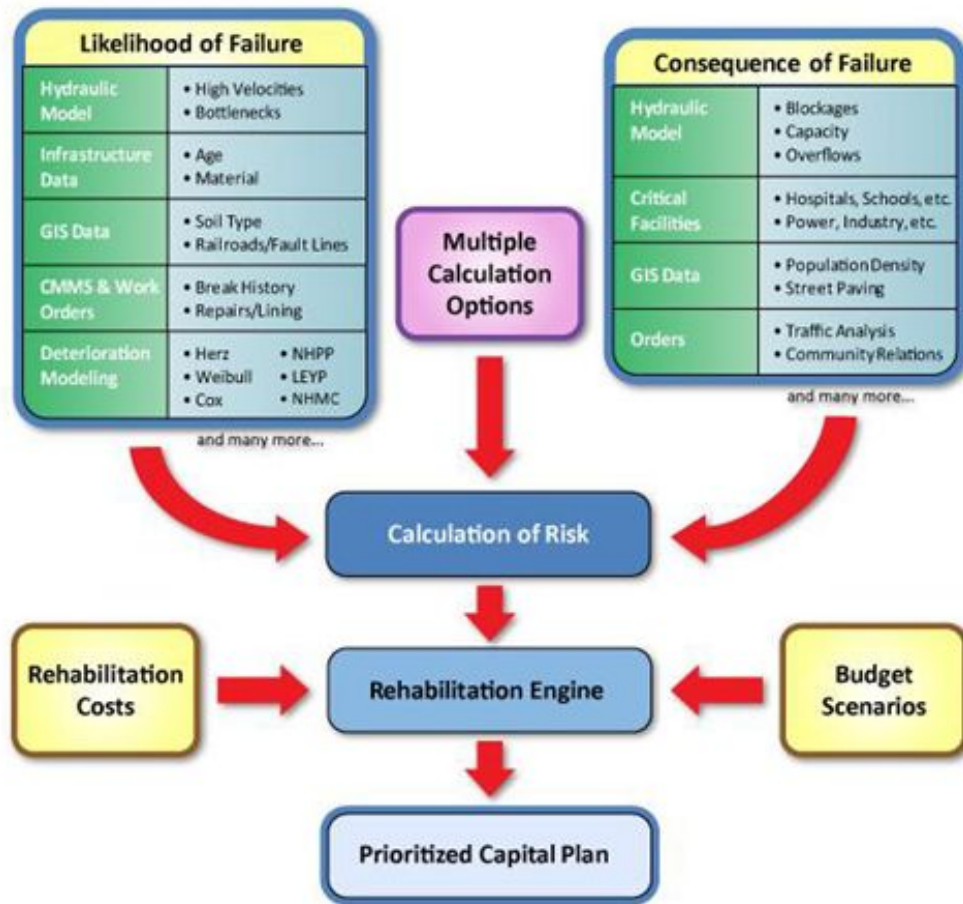 Likelihood of Failure
Hydraulic
Model
• High Velocities
• Bottlenecks
Infrastructure
Data
• Age
• Material
GIS Data
• Soil Type
• Railroads/Fault Lines
CMMS & Work
Orders
• Break History
• Repairs/Lining
Deterioration
Modeling
• Herz
• Weibull
• Cox
• NHPP
• LEYP
• NHMC
and many more...
Multiple
Calculation
Options
Consequence of Failure
Hydraulic
Model
• Blockages
• Capacity
• Overflows
Critical
Facilities
• Hospitals, Schools, etc.
• Power, Industry, etc.
GIS Data
• Population Density
• Street Paving
Orders
• Traffic Analysis
• Community Relations
and many more...
Calculation of Risk
Rehabilitation
Costs
Rehabilitation Engine
Budget
Scenarios
Prioritized Capital Plan